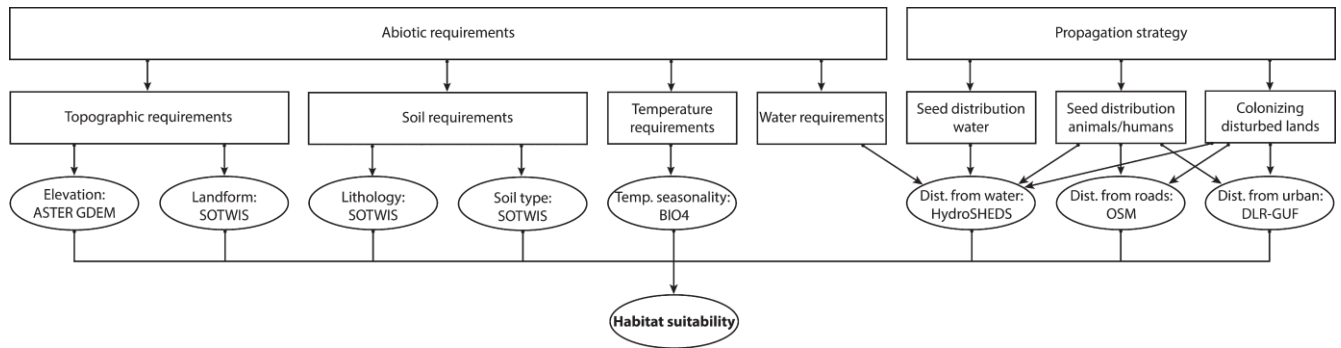 Abiotic requirements
Propagation strategy
Topographic requirements
Soil requirements
Temperature
requirements
Water requirements
Seed distribution
water
Seed distribution
animals/humans
Colonizing
disturbed lands
Elevation:
ASTER GDEM
Landform:
SOTWIS
Lithology:
SOTWIS
Soil type:
SOTWIS
Temp. seasonality:
BIO4
Dist. from water:
HydroSHEDS
Dist. from roads:
OSM
Dist. from urban:
DLR-GUF
Habitat suitability